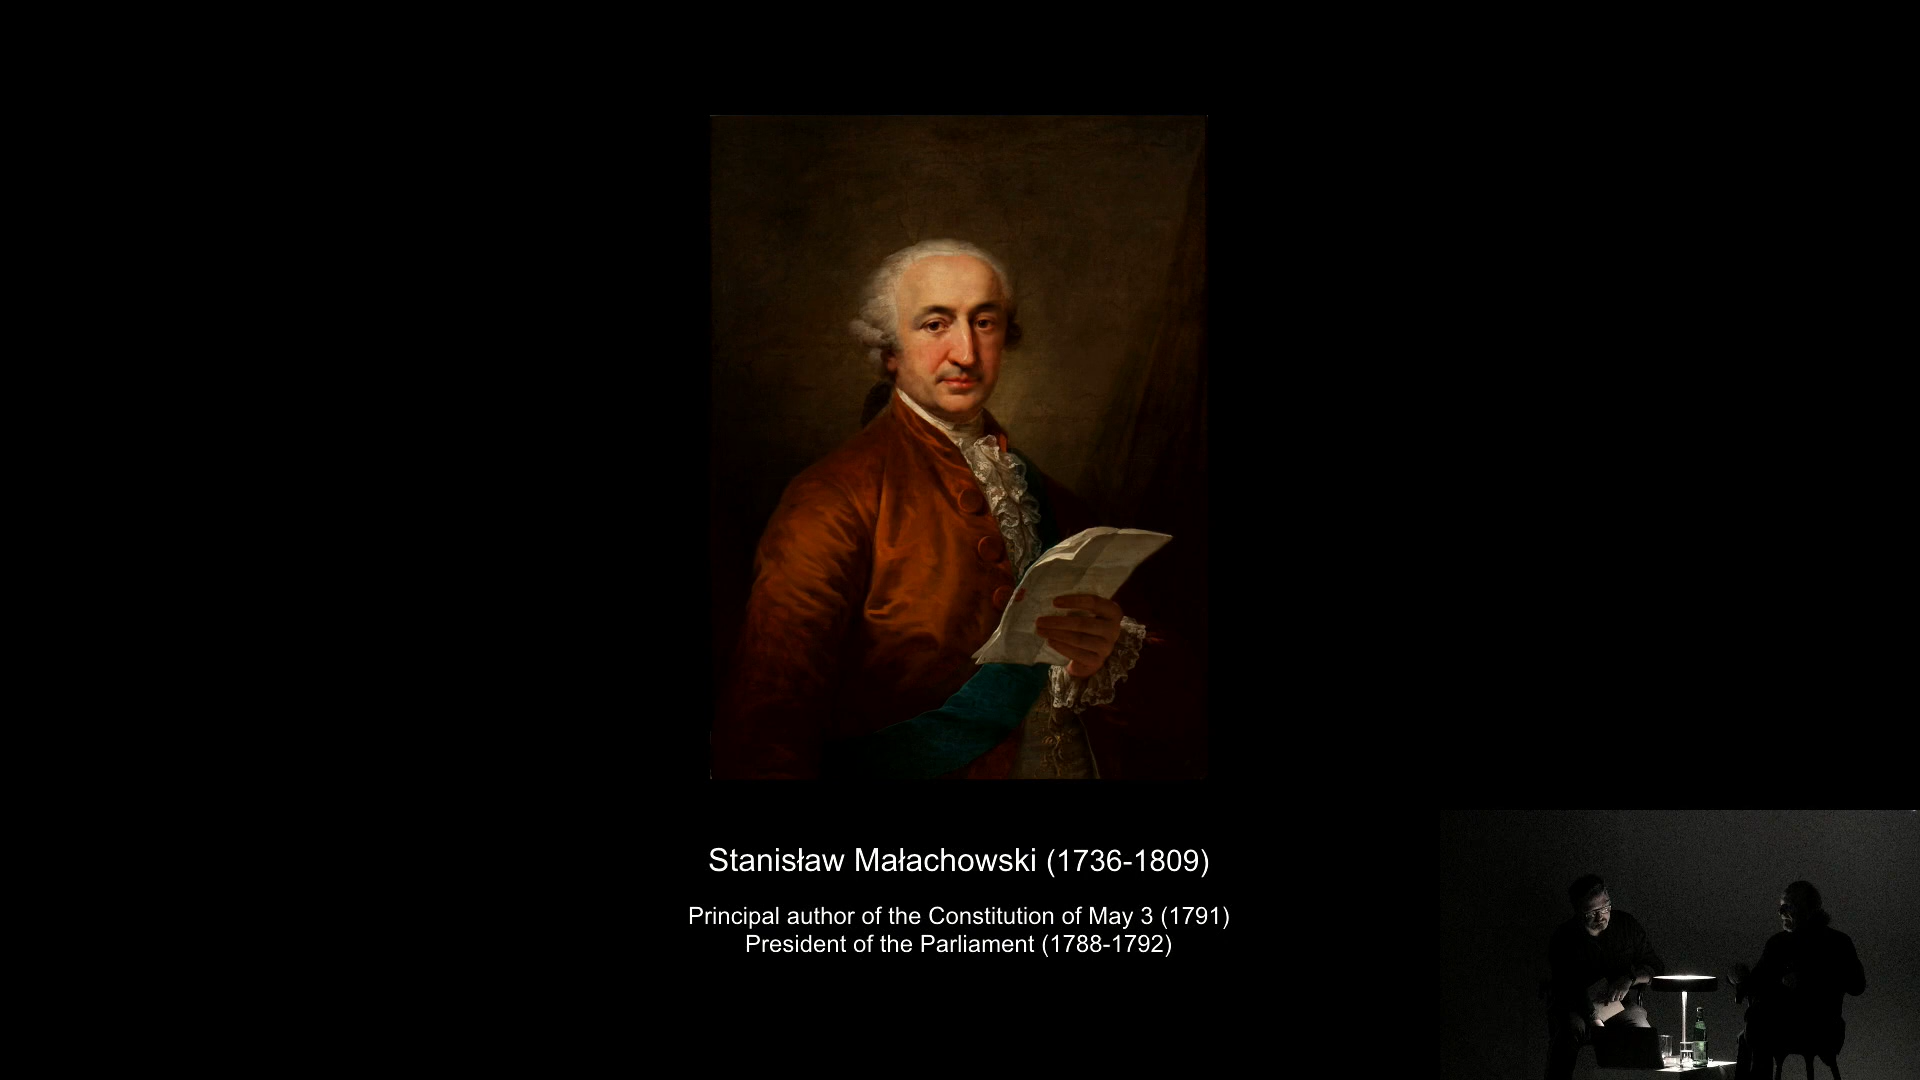 Stanisław Małachowski (1736-1809)
Principal author of the Constitution of May 3 (1791)
President of the Parliament (1788-1792)